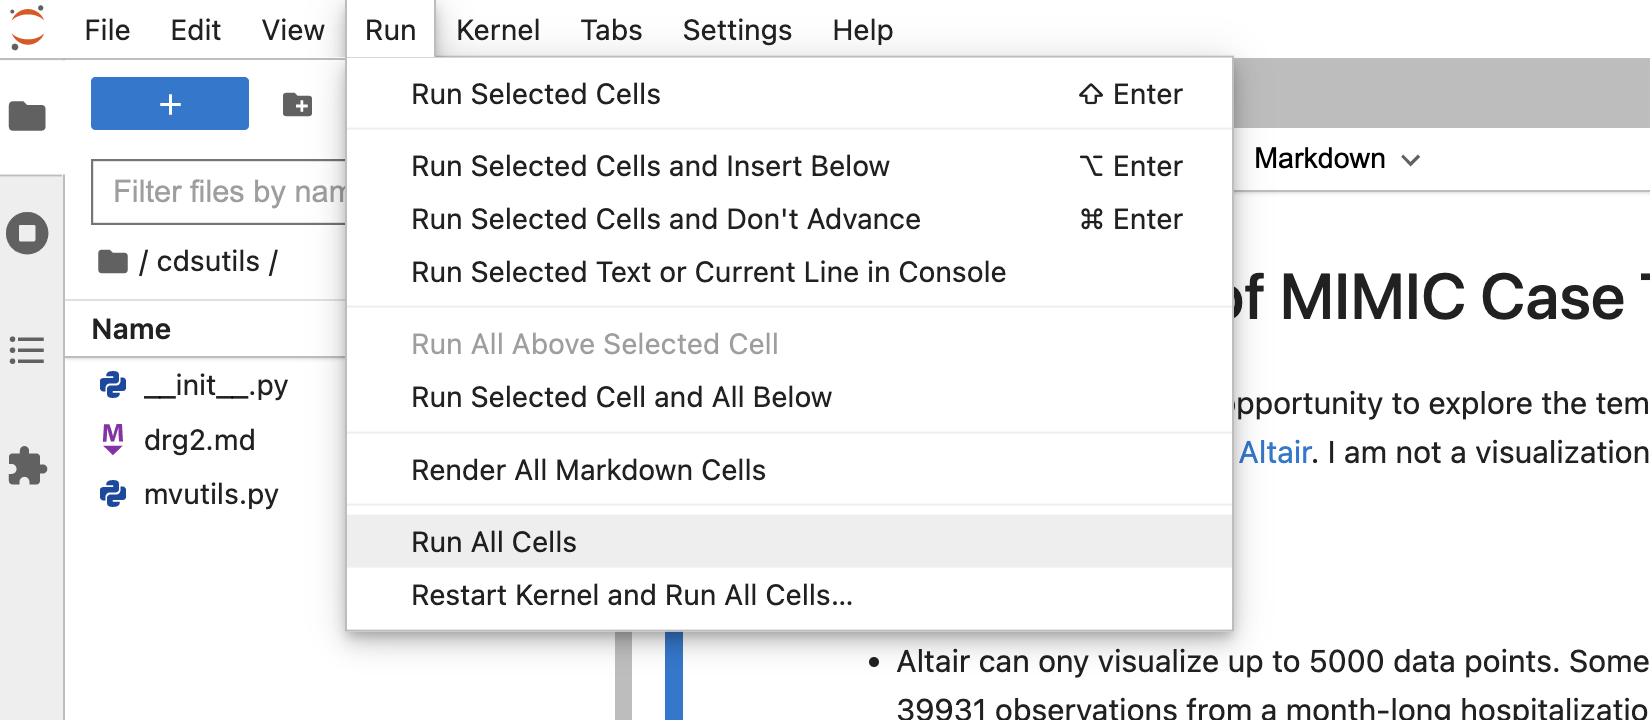 File Edit View Run Kernel Tabs Settings Help
+
Filter files by nam
/ cdsutils /
Name
__init__.py
drg2.md
mvutils.py
Run Selected Cells ⇧ Enter
Run Selected Cells and Insert Below ⌥ Enter
Run Selected Cells and Don't Advance ⌘ Enter
Run Selected Text or Current Line in Console
Run All Above Selected Cell
Run Selected Cell and All Below
Render All Markdown Cells
Run All Cells
Restart Kernel and Run All Cells...
Markdown
of MIMIC Case
pportunity to explore the tem
Altair. I am not a visualization
• Altair can ony visualize up to 5000 data points. Some
39931 observations from a month-long hospitalizatio